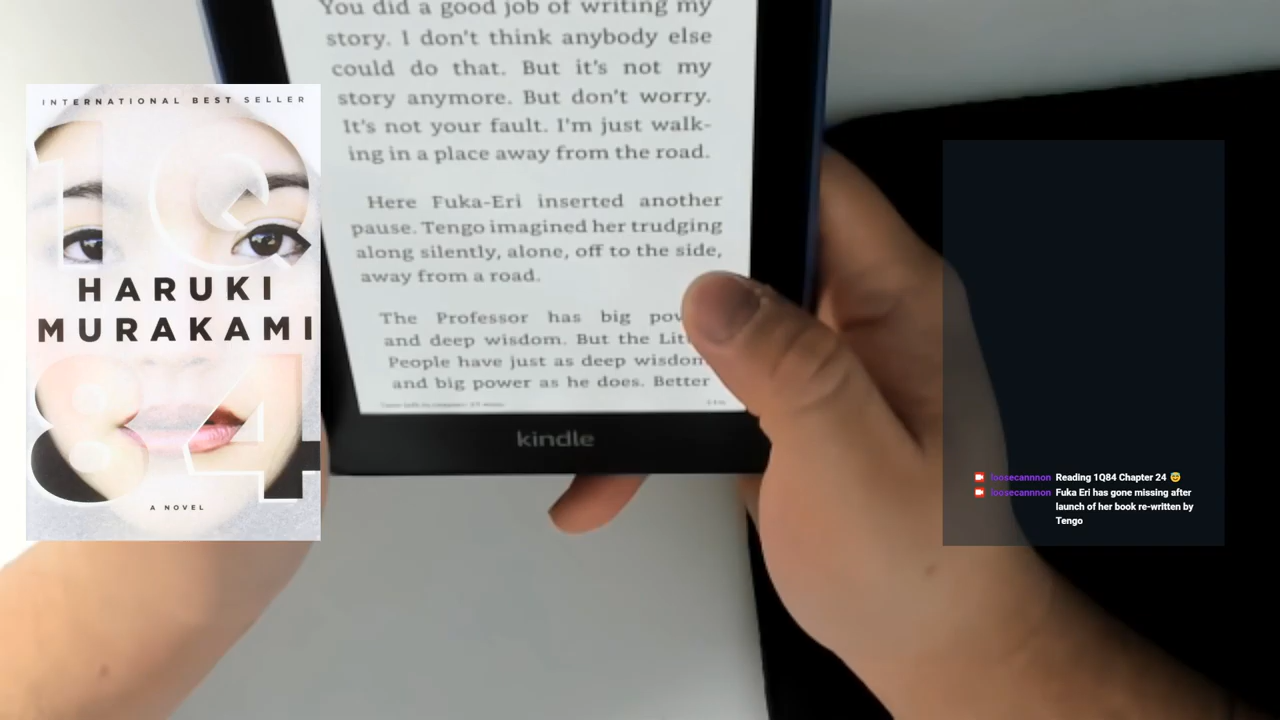 INTERNATIONAL BEST SELLER
1Q
HARUKI
MURAKAMI
84
A NOVEL
You did a good job of writing my
story. I don't think anybody else
could do that. But it's not my
story anymore. But don't worry.
It's not your fault. I'm just walk-
ing in a place away from the road.
Here Fuka-Eri inserted another
pause. Tengo imagined her trudging
along silently, alone, off to the side,
away from a road.
The Professor has big
and deep wisdom. But the
People have just as deep wisdom
and big power as he does. Better
kindle
loosecannnon Reading 1Q84 Chapter 24 😇
loosecannnon Fuka Eri has gone missing after
launch of her book re-written by
Tengo